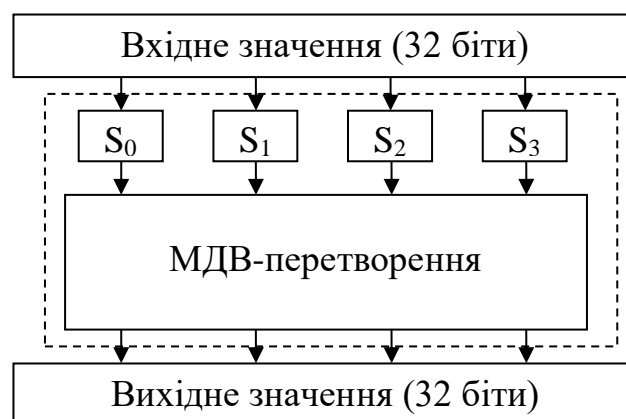 Вхідне значення (32 біти)
S₀ S₁ S₂ S₃
МДВ-перетворення
Вихідне значення (32 біти)